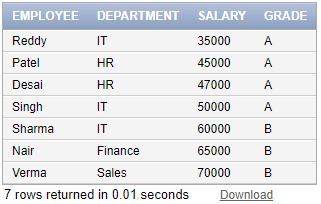 EMPLOYEE DEPARTMENT SALARY GRADE
Reddy IT 35000 A
Patel HR 45000 A
Desai HR 47000 A
Singh IT 50000 A
Sharma IT 60000 B
Nair Finance 65000 B
Verma Sales 70000 B
7 rows returned in 0.01 seconds Download